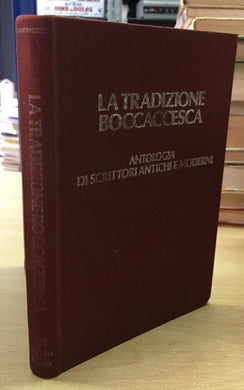 LA TRADIZIONE
BOCCACCESCA
ANTOLOGIA
DI SCRITTORI ANTICHI E MODERNI
LA TRADIZIONE BOCCACCESCA